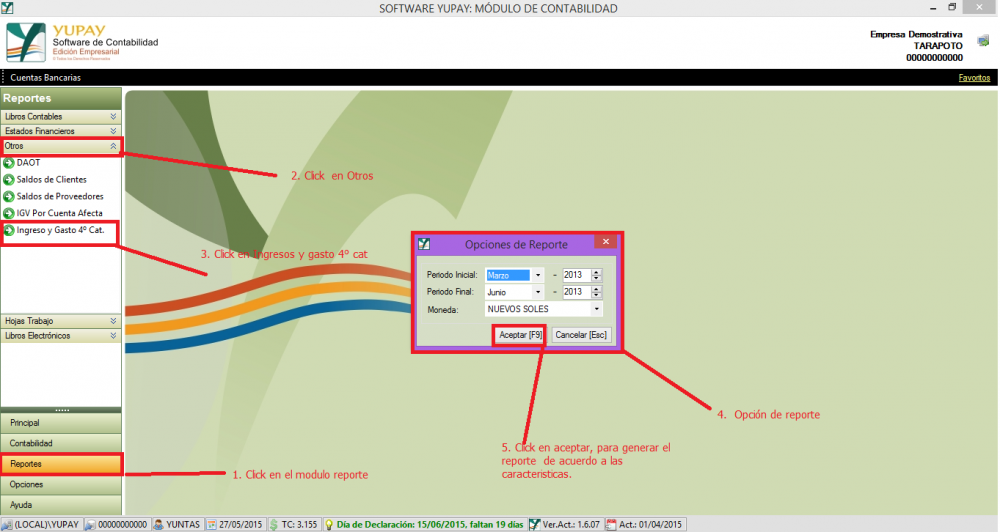 SOFTWARE YUPAY: MÓDULO DE CONTABILIDAD
YUPAY
Software de Contabilidad
Edición Empresarial
© Todos los Derechos Reservados
Empresa Demostrativa
TARAPOTO
00000000000
Cuentas Bancarias
Favoritos
Reportes
Libros Contables
Estados Financieros
Otros
DAOT
Saldos de Clientes
Saldos de Proveedores
IGV Por Cuenta Afecta
Ingreso y Gasto 4º Cat.
2. Click en Otros
3. Click en Ingresos y gasto 4º cat
Opciones de Reporte
Periodo Inicial: Marzo - 2013
Periodo Final: Junio - 2013
Moneda: NUEVOS SOLES
Aceptar [F9] Cancelar [Esc]
Hojas Trabajo
Libros Electrónicos
4. Opción de reporte
5. Click en aceptar, para generar el
reporte de acuerdo a las
caracteristicas.
Principal
Contabilidad
Reportes
1. Click en el modulo reporte
Opciones
Ayuda
(LOCAL)\YUPAY 00000000000 YUNTAS 27/05/2015 TC: 3.155 Día de Declaración: 15/06/2015, faltan 19 días Ver.Act.: 1.6.07 Act.: 01/04/2015